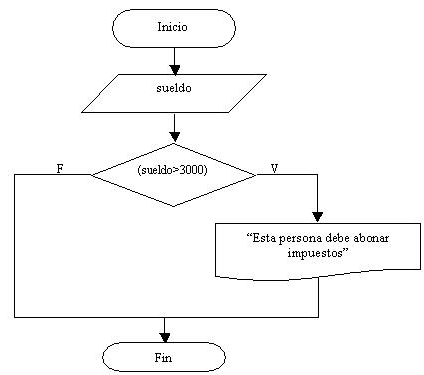 Inicio
sueldo
F
(sueldo>3000)
V
“Esta persona debe abonar
impuestos”
Fin